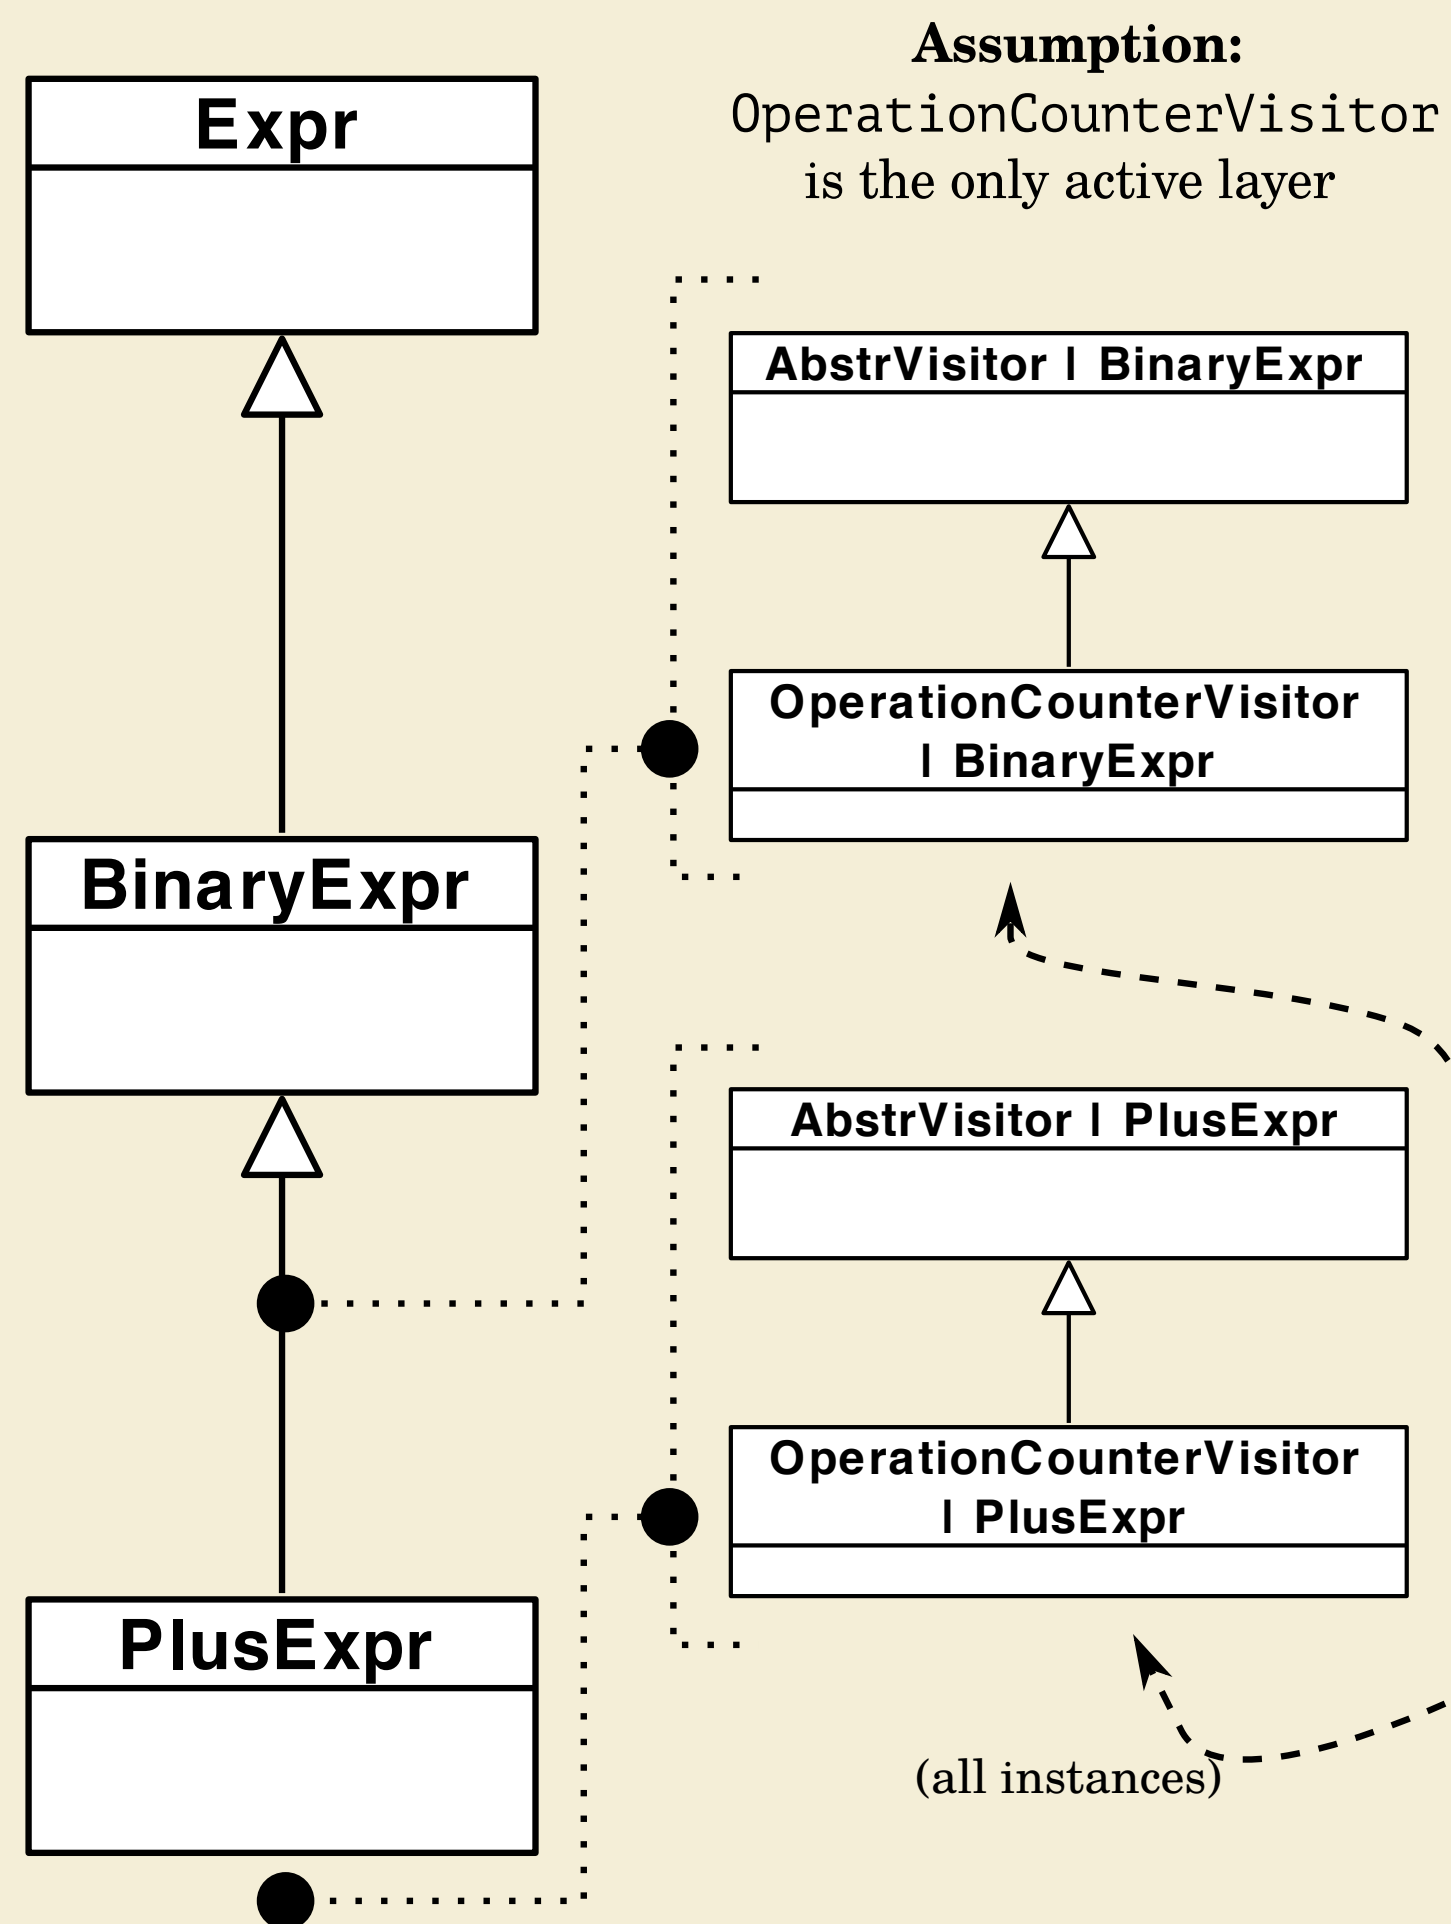 Assumption:
OperationCounterVisitor
is the only active layer
Expr
AbstrVisitor | BinaryExpr
OperationCounterVisitor
| BinaryExpr
BinaryExpr
AbstrVisitor | PlusExpr
OperationCounterVisitor
| PlusExpr
PlusExpr
(all instances)